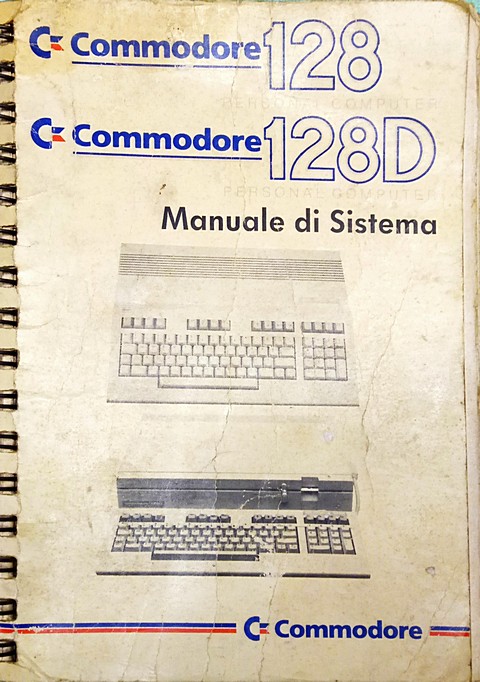 Commodore 128
PERSONAL COMPUTER
Commodore 128D
PERSONAL COMPUTER
Manuale di Sistema
Commodore